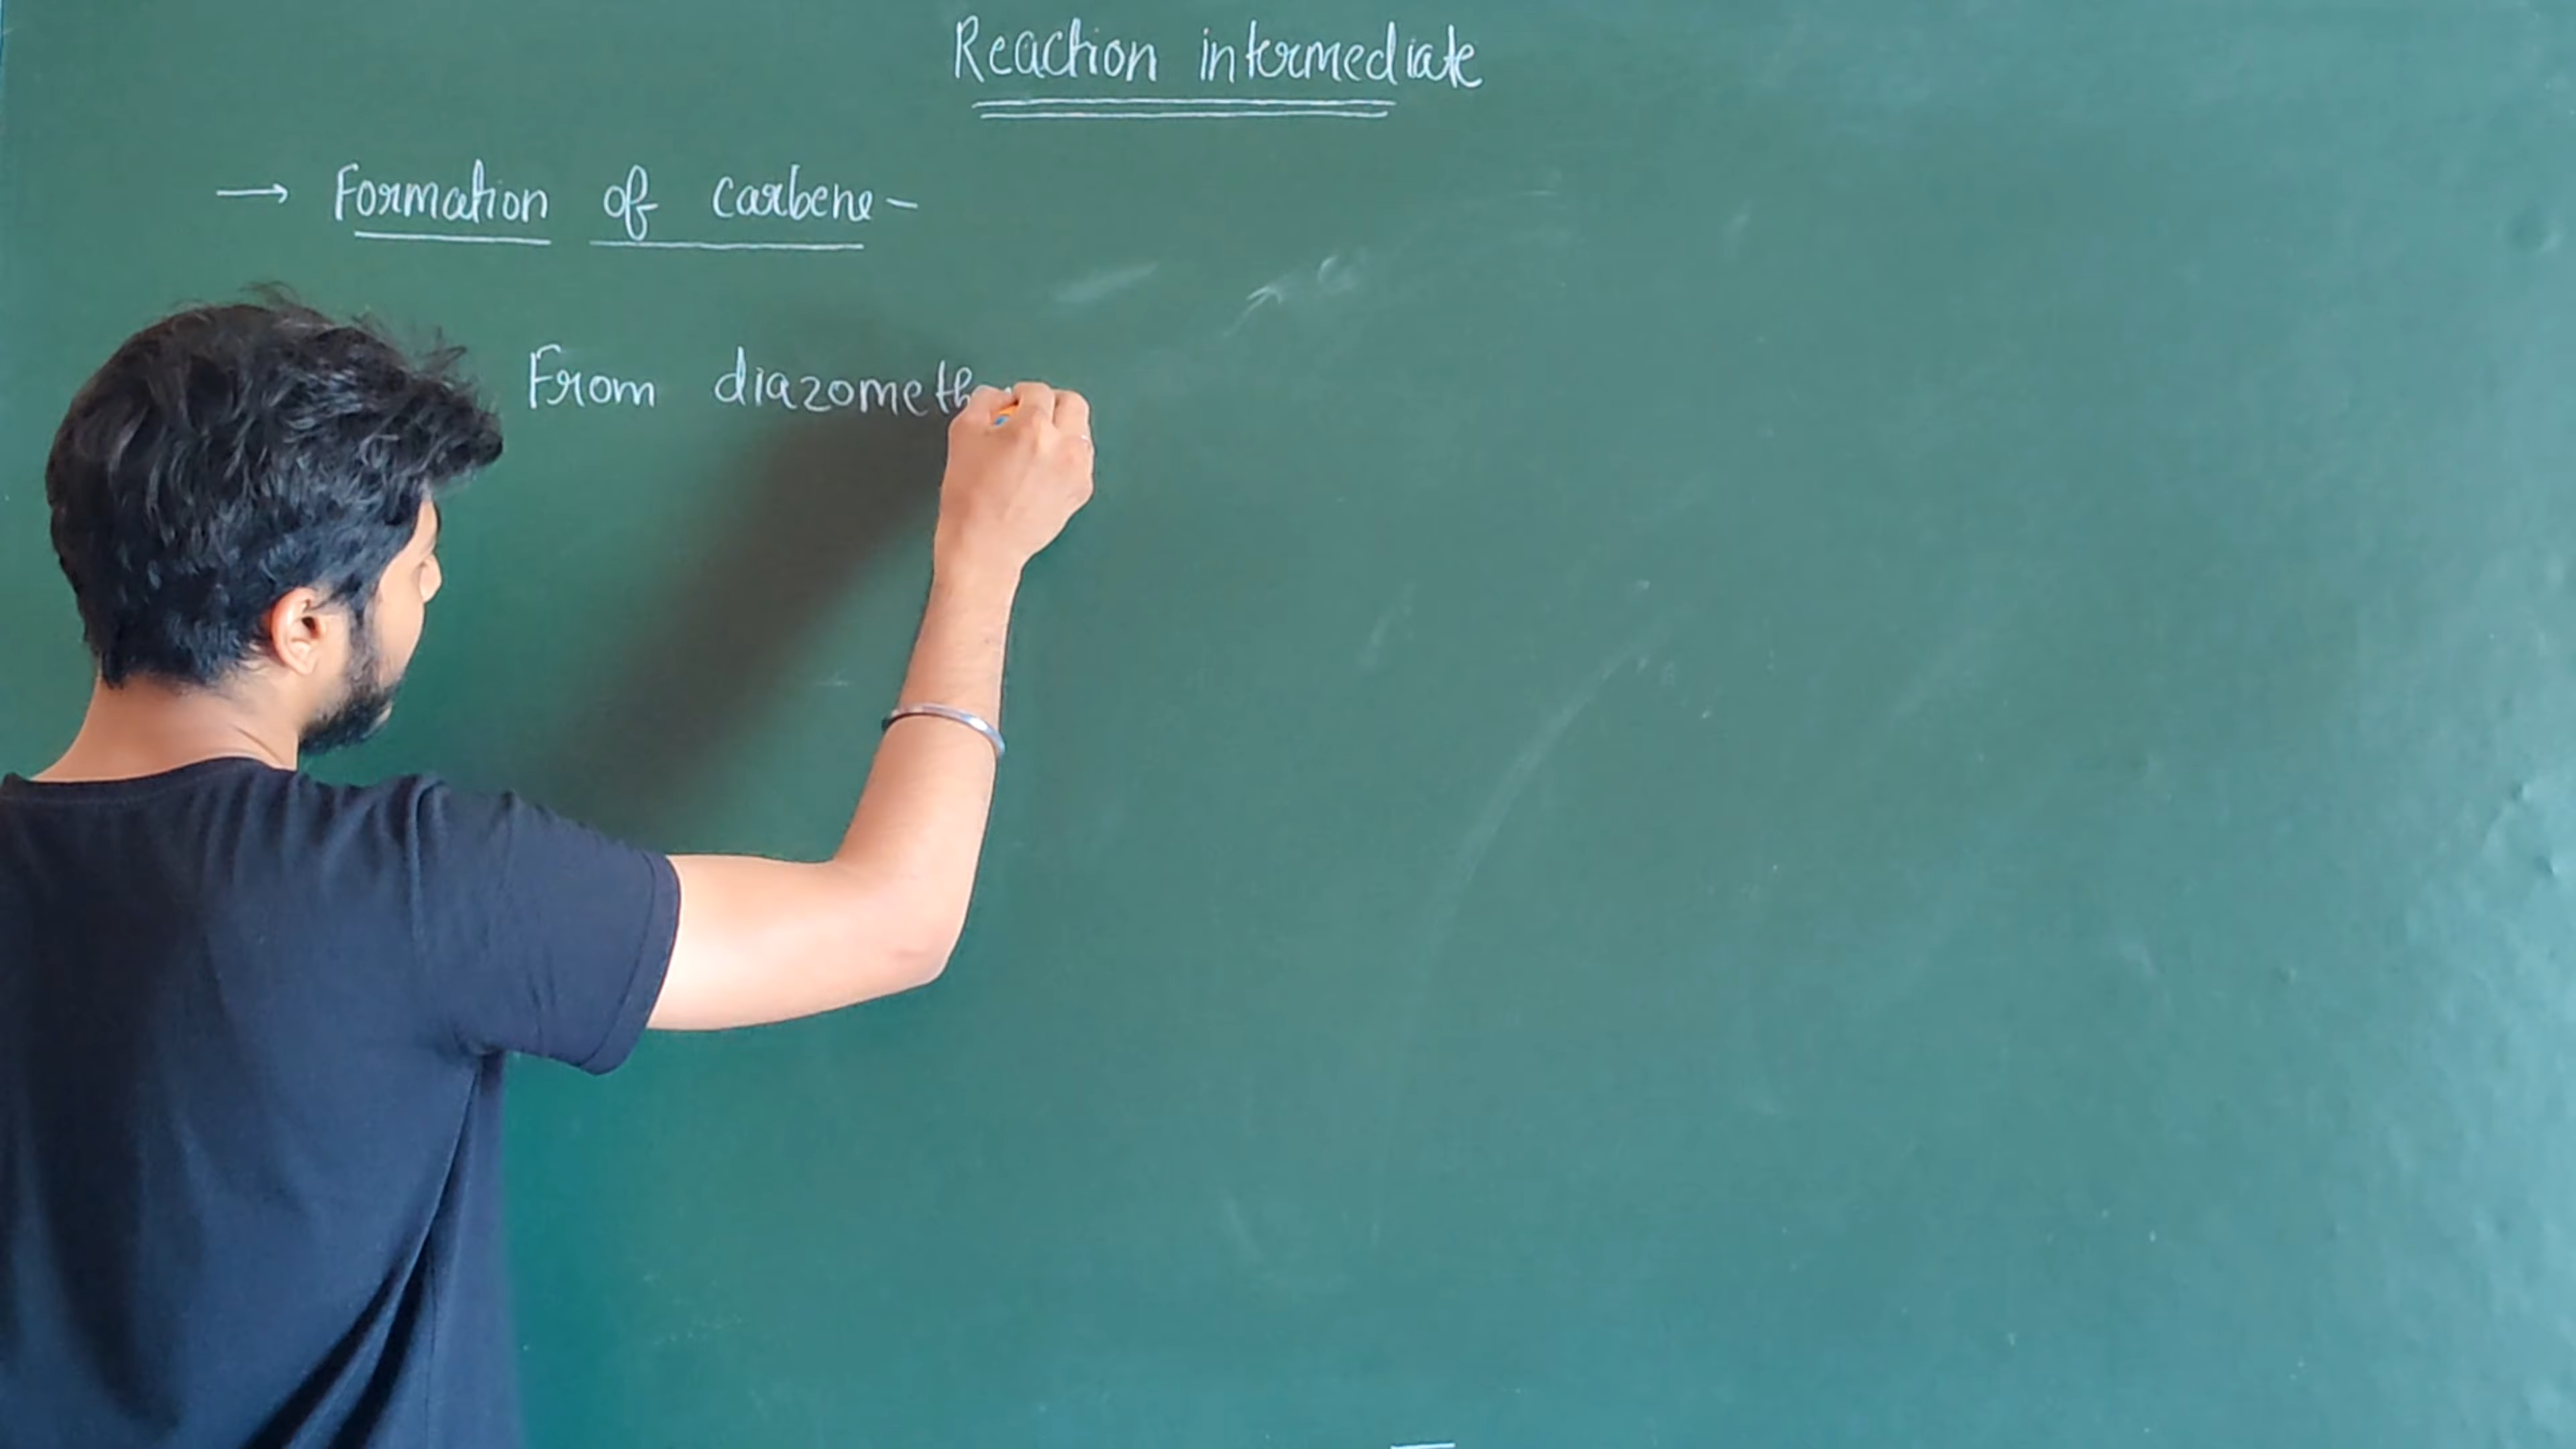 Reaction intermediate
→ Formation of carbene -
From diazometh